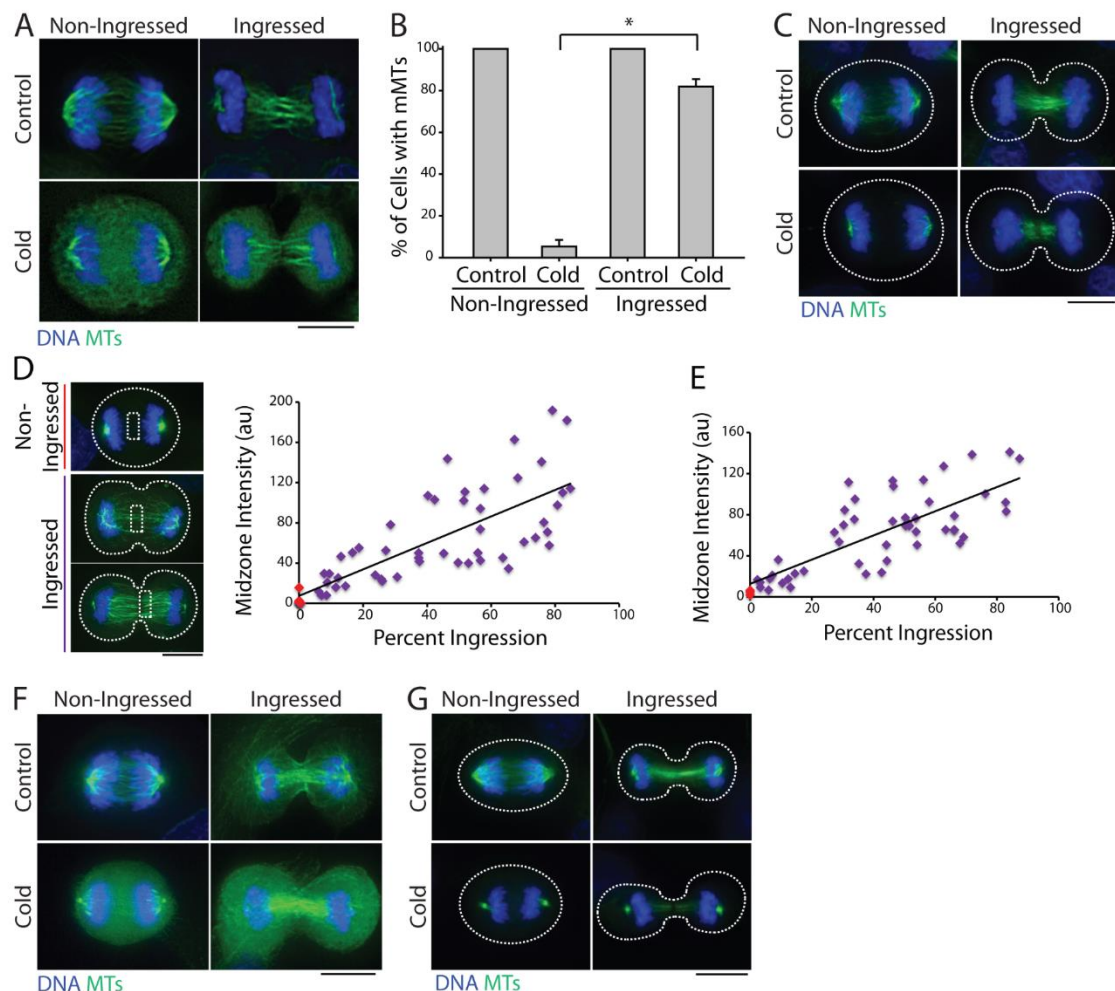 A
Non-Ingressed Ingressed
Control
Cold
DNA MTs
B
*
% of Cells with mMTs
100
80
60
40
20
0
Control Cold Control Cold
Non-Ingressed Ingressed
C
Non-Ingressed Ingressed
Control
Cold
DNA MTs
D
Non-
Ingressed
Ingressed
Midzone Intensity (au)
200
160
120
80
40
0
0 20 40 60 80 100
Percent Ingression
E
Midzone Intensity (au)
160
120
80
40
0
0 20 40 60 80 100
Percent Ingression
F
Non-Ingressed Ingressed
Control
Cold
DNA MTs
G
Non-Ingressed Ingressed
Control
Cold
DNA MTs